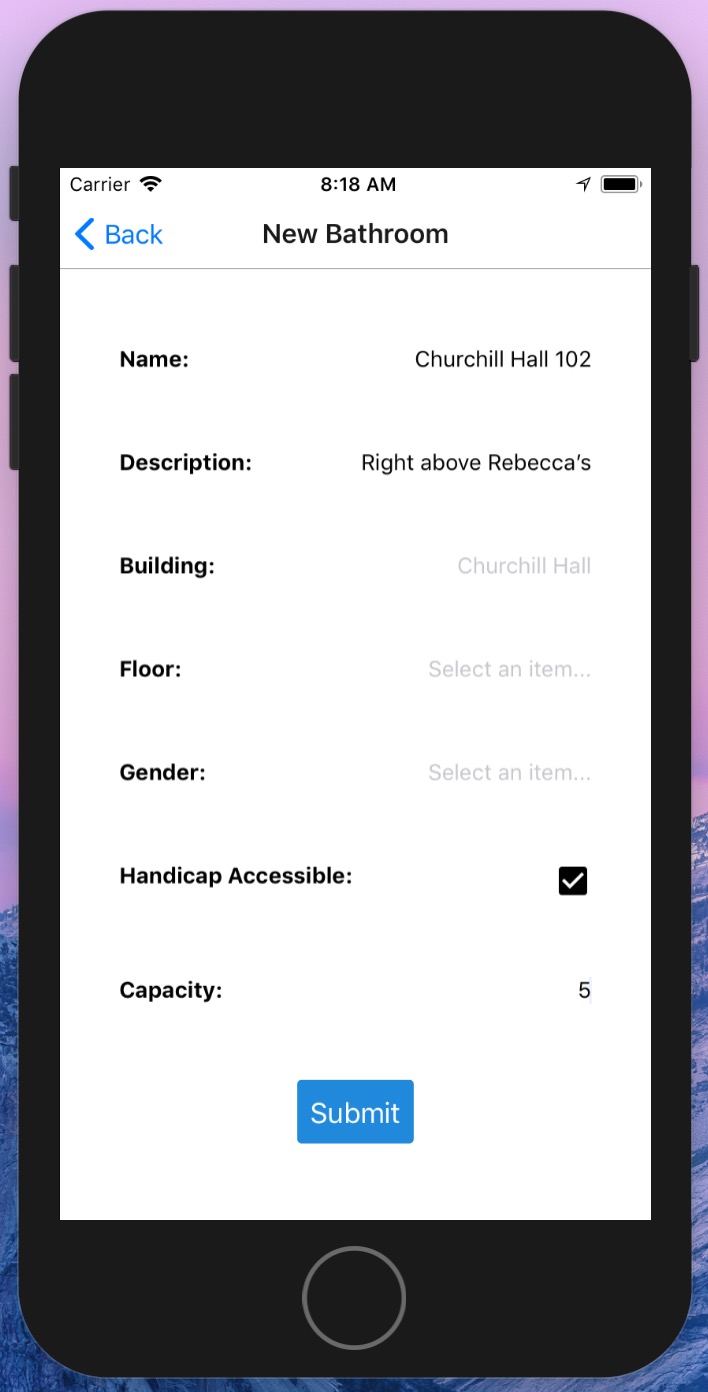 Carrier 8:18 AM
Back New Bathroom
Name: Churchill Hall 102
Description: Right above Rebecca’s
Building: Churchill Hall
Floor: Select an item...
Gender: Select an item...
Handicap Accessible:
Capacity: 5
Submit